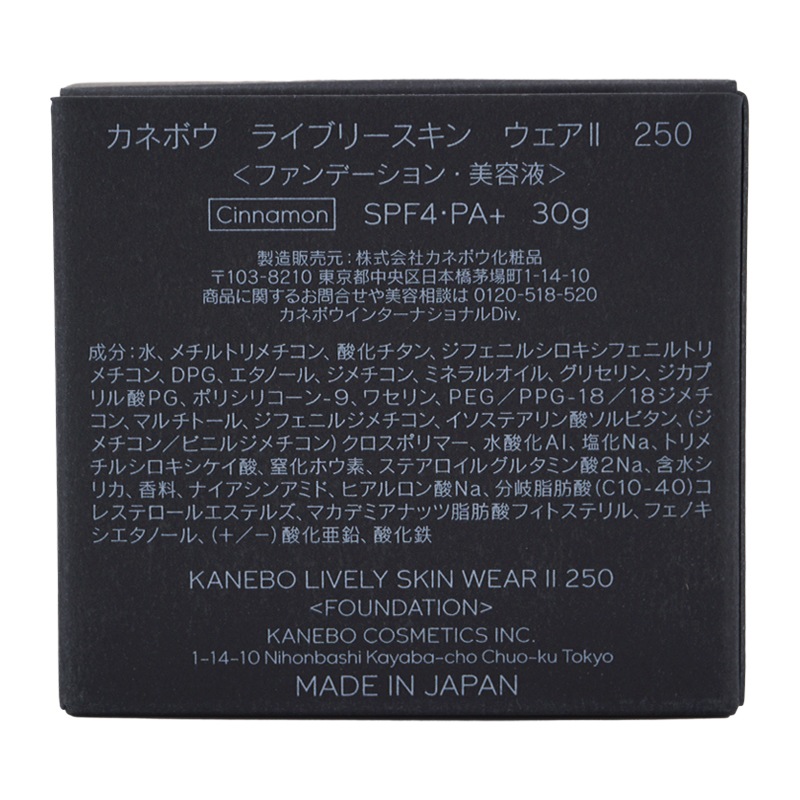 カネボウ ライブリースキン ウェアⅡ 250
＜ファンデーション・美容液＞
Cinnamon SPF4・PA+ 30g
製造販売元：株式会社カネボウ化粧品
〒103-8210 東京都中央区日本橋茅場町1-14-10
商品に関するお問合せや美容相談は 0120-518-520
カネボウインターナショナルDiv.
成分：水、メチルトリメチコン、酸化チタン、ジフェニルシロキシフェニルトリ
メチコン、DPG、エタノール、ジメチコン、ミネラルオイル、グリセリン、ジカプ
リル酸PG、ポリシリコーン-9、ワセリン、PEG／PPG-18／18ジメチ
コン、マルチトール、ジフェニルジメチコン、イソステアリン酸ソルビタン、(ジ
メチコン／ビニルジメチコン)クロスポリマー、水酸化Al、塩化Na、トリメ
チルシロキシケイ酸、窒化ホウ素、ステアロイルグルタミン酸2Na、含水シ
リカ、香料、ナイアシンアミド、ヒアルロン酸Na、分岐脂肪酸(C10-40)コ
レステロールエステルズ、マカデミアナッツ脂肪酸フィトステリル、フェノキ
シエタノール、(+／−)酸化亜鉛、酸化鉄
KANEBO LIVELY SKIN WEAR II 250
<FOUNDATION>
KANEBO COSMETICS INC.
1-14-10 Nihonbashi Kayaba-cho Chuo-ku Tokyo
MADE IN JAPAN